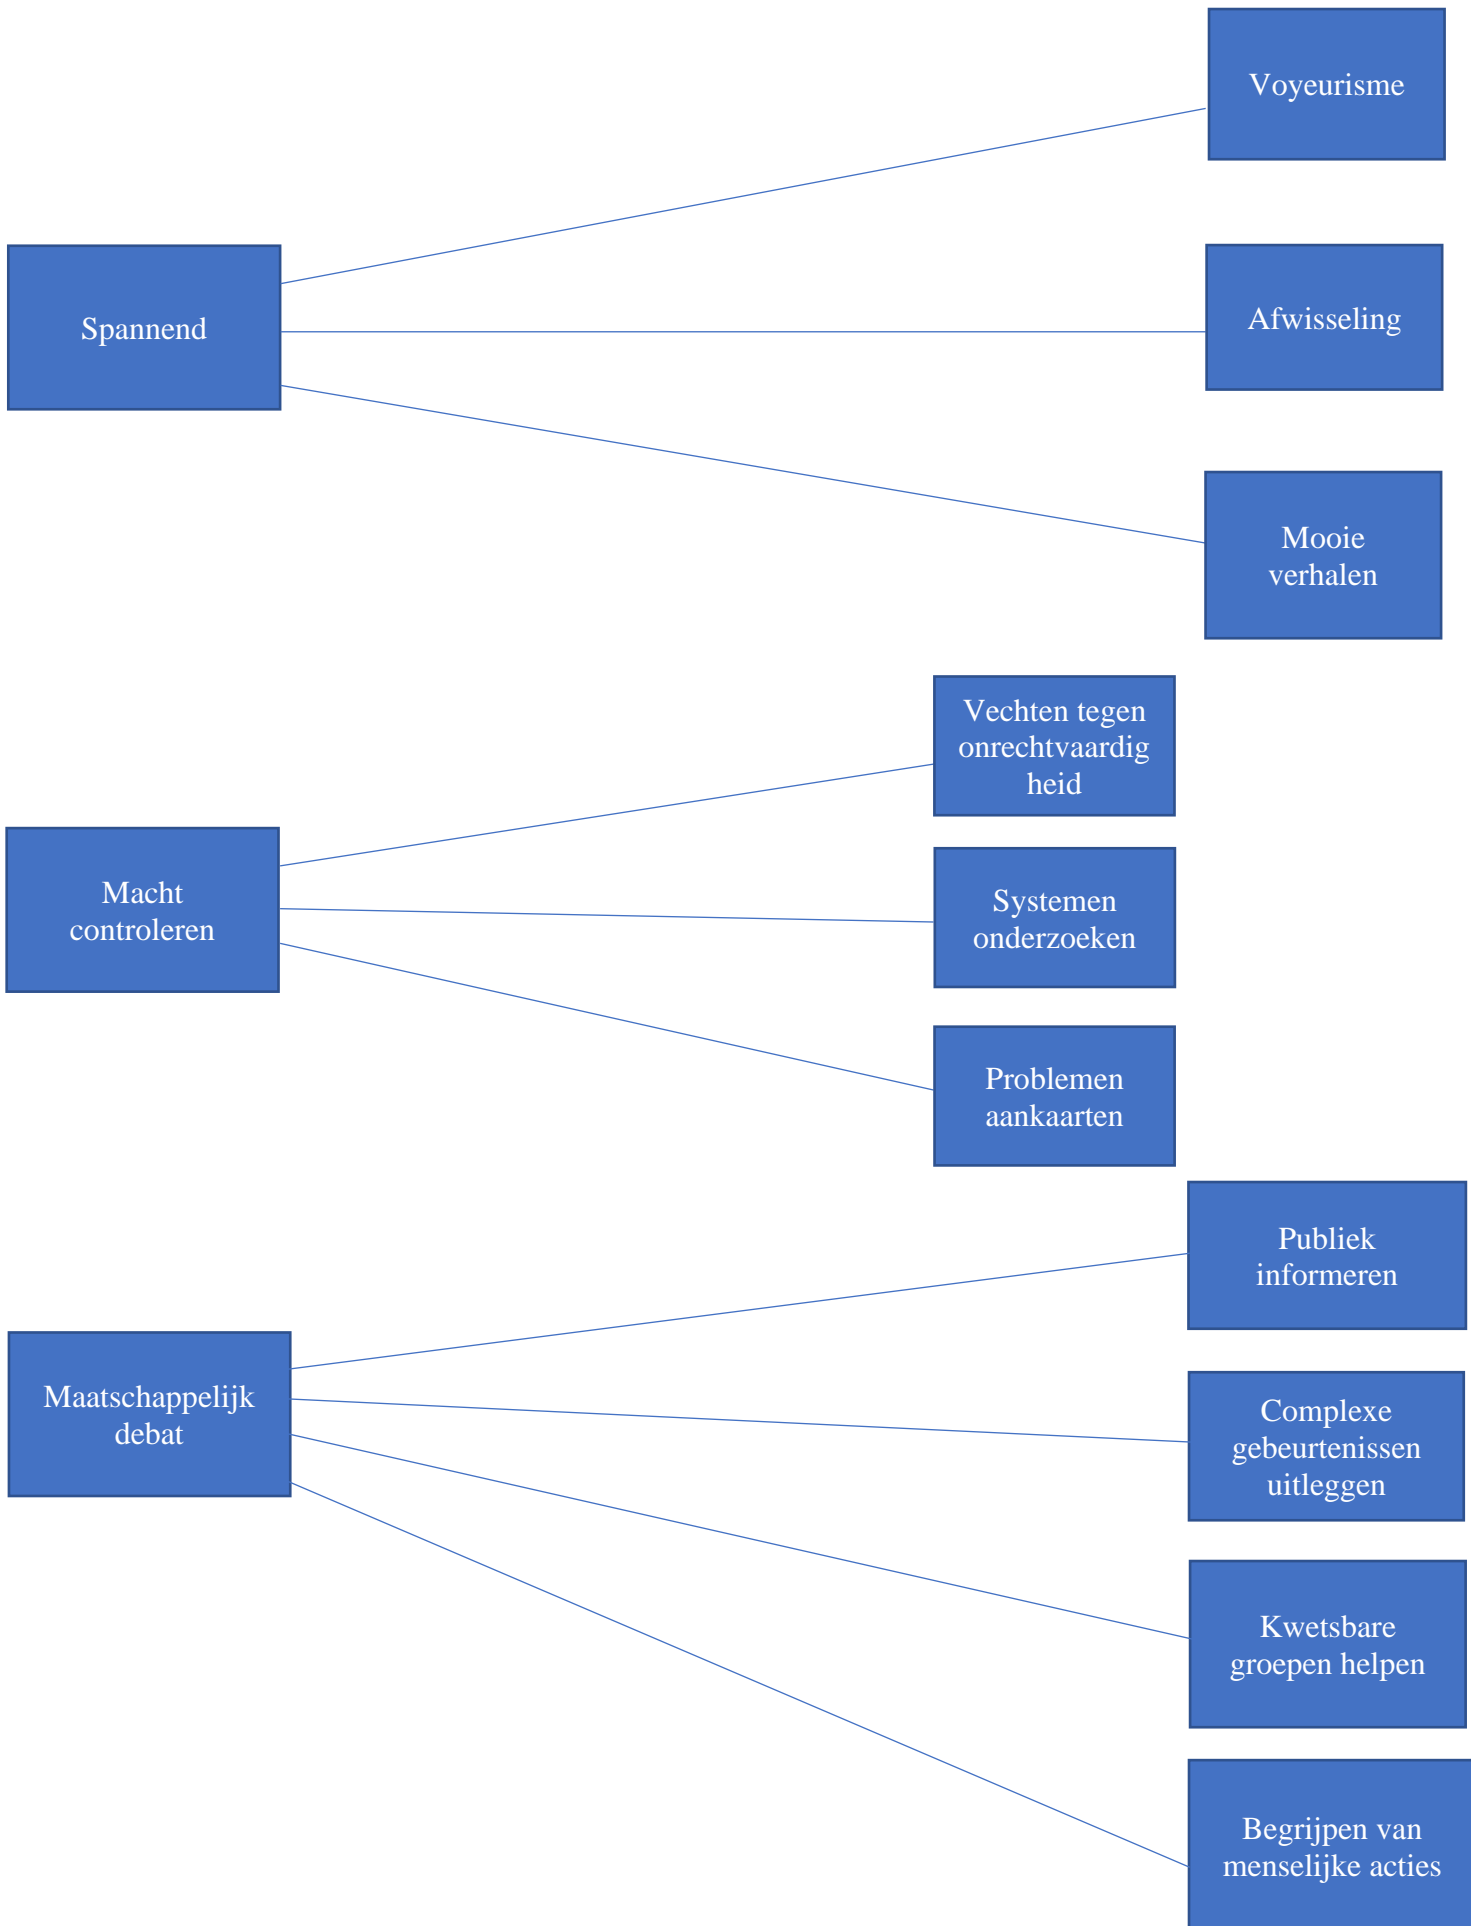 Voyeurisme
Spannend
Afwisseling
Mooie
verhalen
Vechten tegen
onrechtvaardig
heid
Macht
controleren
Systemen
onderzoeken
Problemen
aankaarten
Publiek
informeren
Maatschappelijk
debat
Complexe
gebeurtenissen
uitleggen
Kwetsbare
groepen helpen
Begrijpen van
menselijke acties